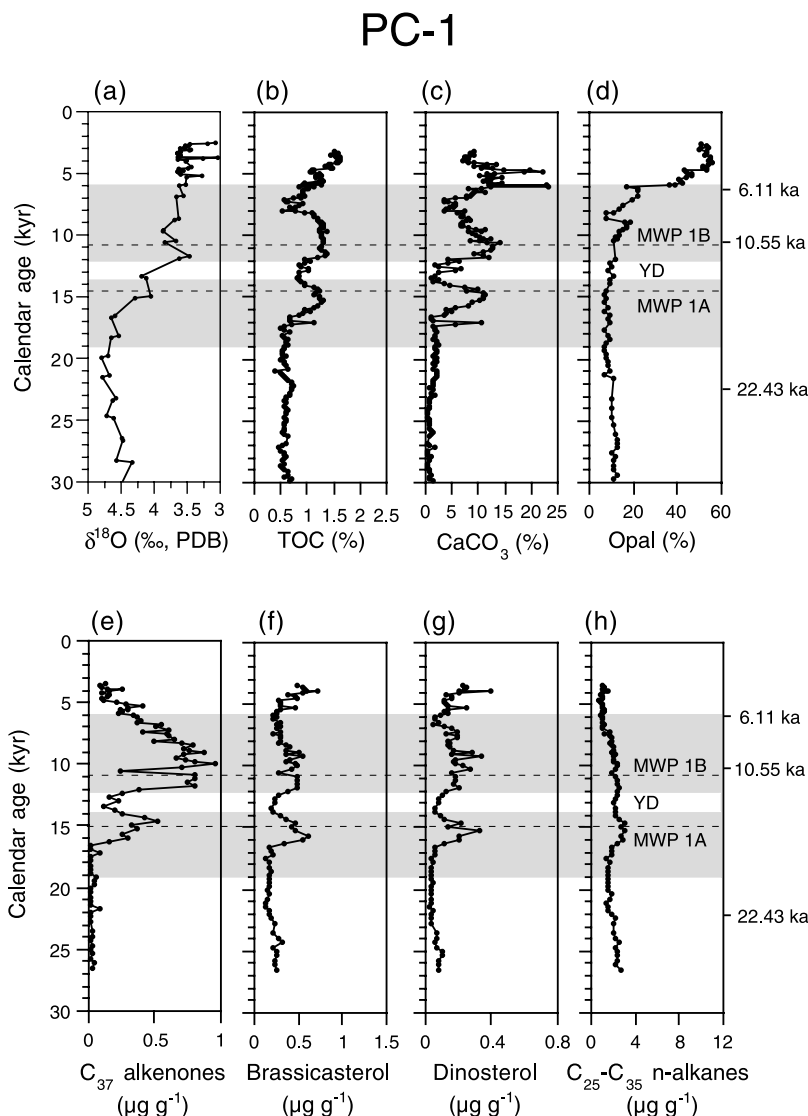 PC-1
(a) (b) (c) (d)
0
5
10
15
20
25
30
Calendar age (kyr)
MWP 1B
YD
MWP 1A
6.11 ka
10.55 ka
22.43 ka
5 4.5 4 3.5 3
0 0.5 1 1.5 2 2.5
0 5 10 15 20 25
0 20 40 60
δ18O (‰, PDB) TOC (%) CaCO3 (%) Opal (%)
(e) (f) (g) (h)
0
5
10
15
20
25
30
Calendar age (kyr)
MWP 1B
YD
MWP 1A
6.11 ka
10.55 ka
22.43 ka
0 0.5 1
0 0.5 1 1.5
0 0.4 0.8
0 4 8 12
C37 alkenones Brassicasterol Dinosterol C25-C35 n-alkanes
(μg g-1) (μg g-1) (μg g-1) (μg g-1)